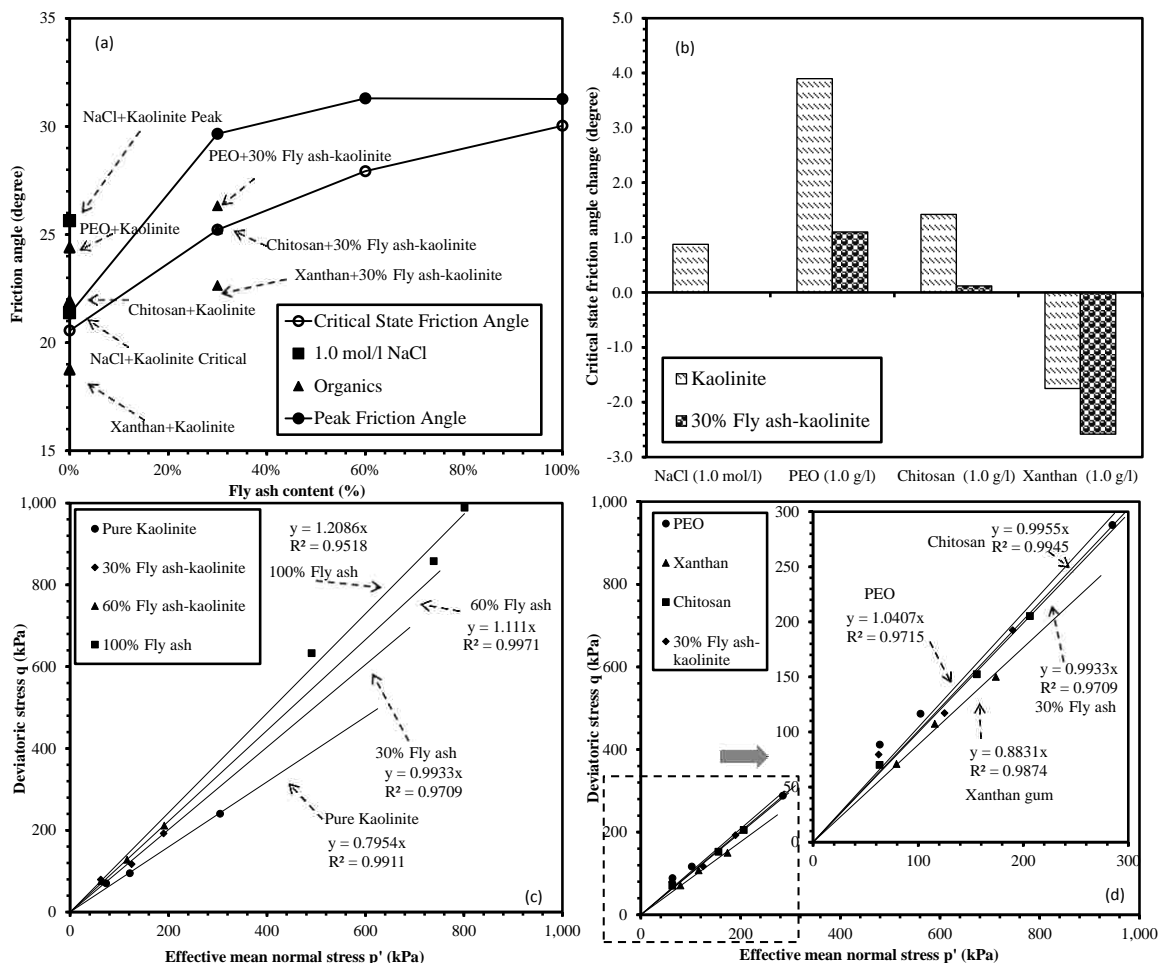 (a)
Friction angle (degree)
35
30
25
20
15
NaCl+Kaolinite Peak
PEO+30% Fly ash-kaolinite
PEO+Kaolinite
Chitosan+30% Fly ash-kaolinite
Xanthan+30% Fly ash-kaolinite
Chitosan+Kaolinite
NaCl+Kaolinite Critical
Xanthan+Kaolinite
Critical State Friction Angle
1.0 mol/l NaCl
Organics
Peak Friction Angle
0% 20% 40% 60% 80% 100%
Fly ash content (%)
(b)
Critical state friction angle change (degree)
5.0
4.0
3.0
2.0
1.0
0.0
-1.0
-2.0
-3.0
Kaolinite
30% Fly ash-kaolinite
NaCl (1.0 mol/l) PEO (1.0 g/l) Chitosan (1.0 g/l) Xanthan (1.0 g/l)
Deviatoric stress q (kPa)
1,000
800
600
400
200
0
Pure Kaolinite
30% Fly ash-kaolinite
60% Fly ash-kaolinite
100% Fly ash
y = 1.2086x
R² = 0.9518
100% Fly ash
60% Fly ash
y = 1.111x
R² = 0.9971
30% Fly ash
y = 0.9933x
R² = 0.9709
Pure Kaolinite
y = 0.7954x
R² = 0.9911
(c)
0 200 400 600 800 1,000
Effective mean normal stress p' (kPa)
Deviatoric stress q (kPa)
1,000
800
600
400
200
0
PEO
Xanthan
Chitosan
30% Fly ash-
kaolinite
300
250
200
150
100
50
0
y = 0.9955x
R² = 0.9945
Chitosan
PEO
y = 1.0407x
R² = 0.9715
y = 0.9933x
R² = 0.9709
30% Fly ash
y = 0.8831x
R² = 0.9874
Xanthan gum
0 100 200 300
(d)
0 200 400 600 800 1,000
Effective mean normal stress p' (kPa)